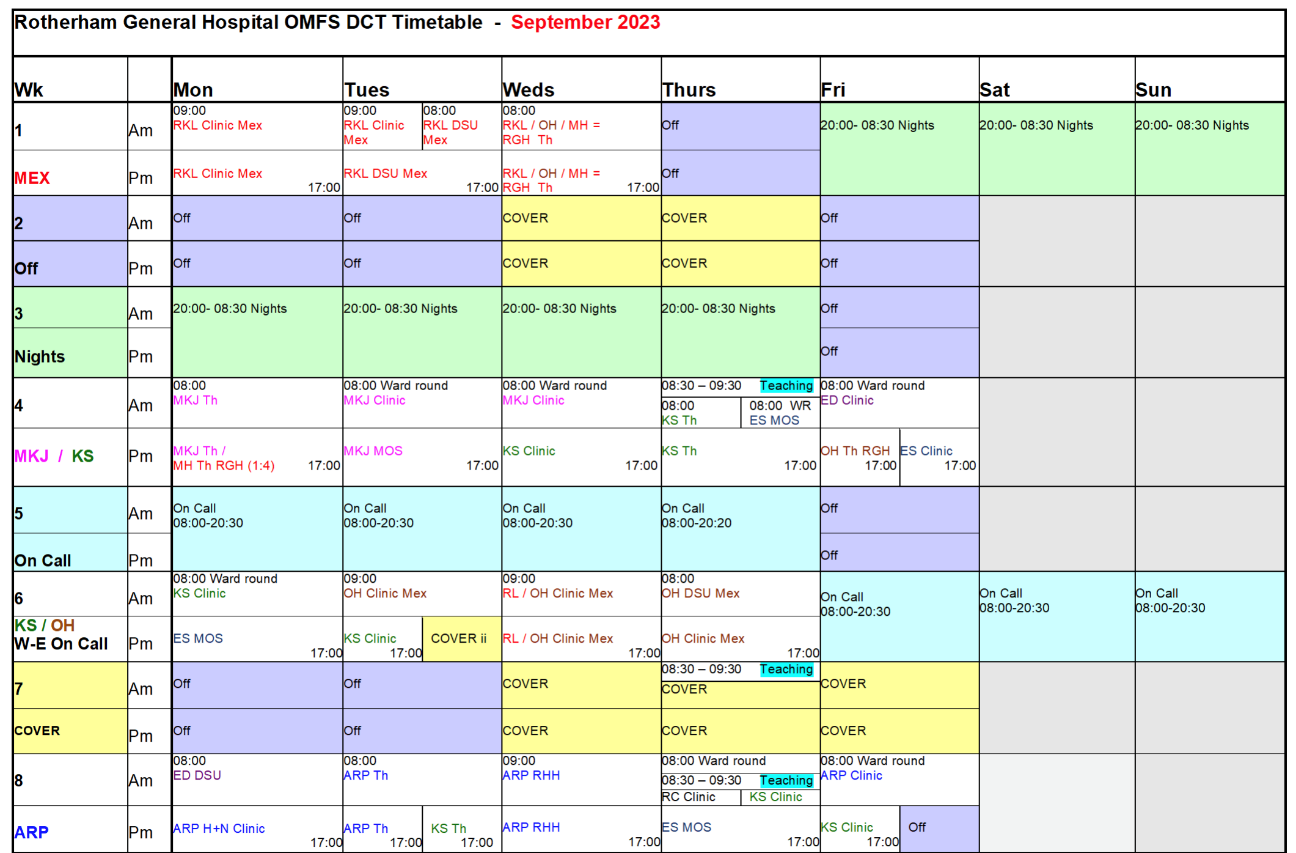 Rotherham General Hospital OMFS DCT Timetable - September 2023
Wk Mon Tues Weds Thurs Fri Sat Sun
1 Am
09:00
RKL Clinic Mex
09:00
RKL Clinic
Mex
08:00
RKL DSU
Mex
08:00
RKL / OH / MH =
RGH Th
Off
20:00- 08:30 Nights
20:00- 08:30 Nights
20:00- 08:30 Nights
MEX Pm
RKL Clinic Mex
17:00
RKL DSU Mex
17:00
RKL / OH / MH =
RGH Th 17:00
Off
2 Am
Off
Off
COVER
COVER
Off
Off Pm
Off
Off
COVER
COVER
Off
3 Am
20:00- 08:30 Nights
20:00- 08:30 Nights
20:00- 08:30 Nights
20:00- 08:30 Nights
Off
Nights Pm
Off
4 Am
08:00
MKJ Th
08:00 Ward round
MKJ Clinic
08:00 Ward round
MKJ Clinic
08:30 – 09:30 Teaching
08:00
KS Th
08:00 WR
ES MOS
08:00 Ward round
ED Clinic
MKJ / KS Pm
MKJ Th /
MH Th RGH (1:4) 17:00
MKJ MOS
17:00
KS Clinic
17:00
KS Th
17:00
OH Th RGH
17:00
ES Clinic
17:00
5 Am
On Call
08:00-20:30
On Call
08:00-20:30
On Call
08:00-20:30
On Call
08:00-20:20
Off
On Call Pm
Off
6 Am
08:00 Ward round
KS Clinic
09:00
OH Clinic Mex
09:00
RL / OH Clinic Mex
08:00
OH DSU Mex
On Call
08:00-20:30
On Call
08:00-20:30
On Call
08:00-20:30
KS / OH
W-E On Call Pm
ES MOS
17:00
KS Clinic
17:00
COVER ii
RL / OH Clinic Mex
17:00
OH Clinic Mex
17:00
7 Am
Off
Off
COVER
08:30 – 09:30 Teaching
COVER
COVER
COVER Pm
Off
Off
COVER
COVER
COVER
8 Am
08:00
ED DSU
08:00
ARP Th
09:00
ARP RHH
08:00 Ward round
08:30 – 09:30 Teaching
RC Clinic
KS Clinic
08:00 Ward round
ARP Clinic
ARP Pm
ARP H+N Clinic
17:00
ARP Th
17:00
KS Th
17:00
ARP RHH
17:00
ES MOS
17:00
KS Clinic
17:00
Off